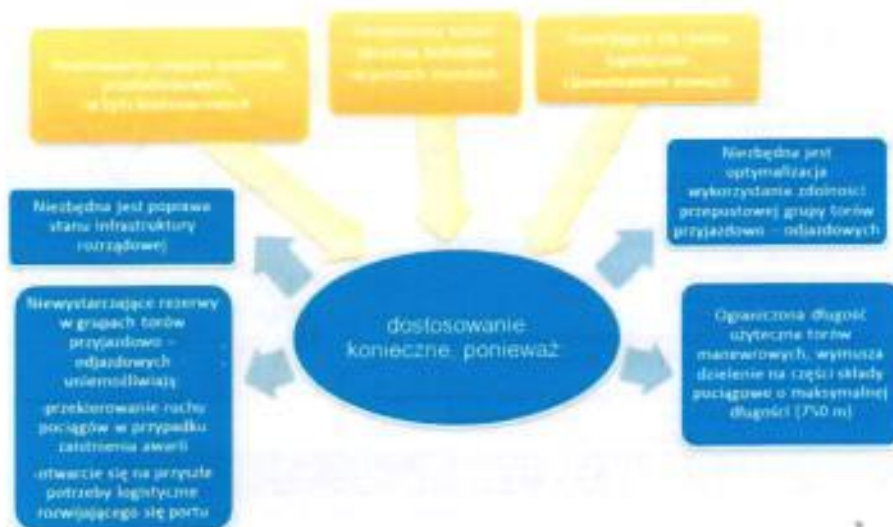 Niezbędna jest
optymalizacja
wykorzystania zdolności
przepustowej grupy torów
przyjazdowo – odjazdowych
Niezbędna jest poprawa
stanu infrastruktury
rozrządowej
dostosowanie
konieczne, ponieważ
Niewystarczające rezerwy
w grupach torów
przyjazdowo –
odjazdowych
uniemożliwiają
-przekierowanie ruchu
pociągów w przypadku
zaistnienia awarii
-otwarcie się na przyszłe
potrzeby logistyczne
rozwijającego się portu
Ograniczona długość
użyteczna torów
manewrowych, wymusza
dzielenie na części składy
pociągowe o maksymalnej
długości (750 m)